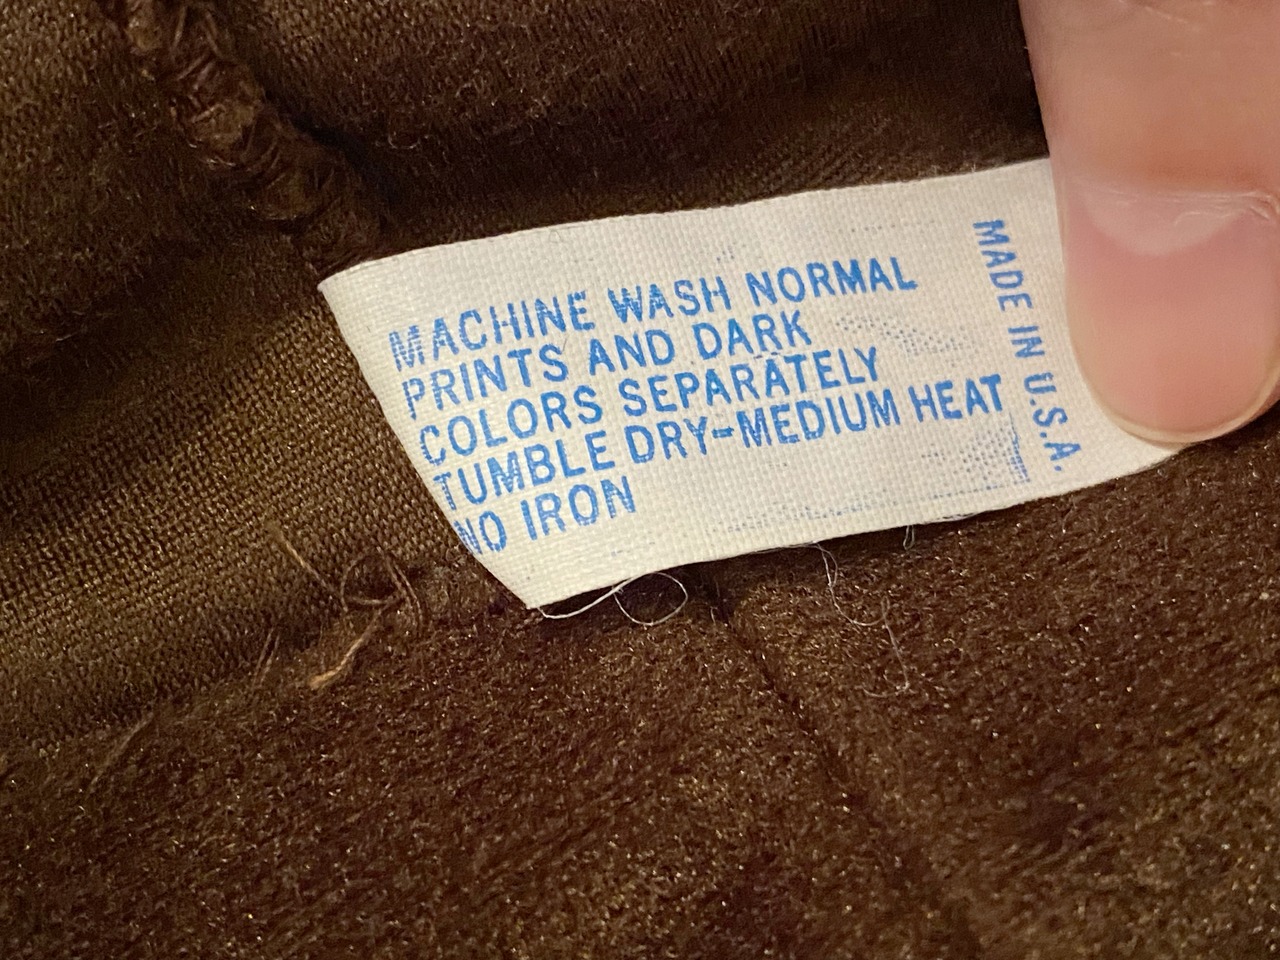 MACHINE WASH NORMAL
PRINTS AND DARK
COLORS SEPARATELY
TUMBLE DRY-MEDIUM HEAT
NO IRON
MADE IN U.S.A.